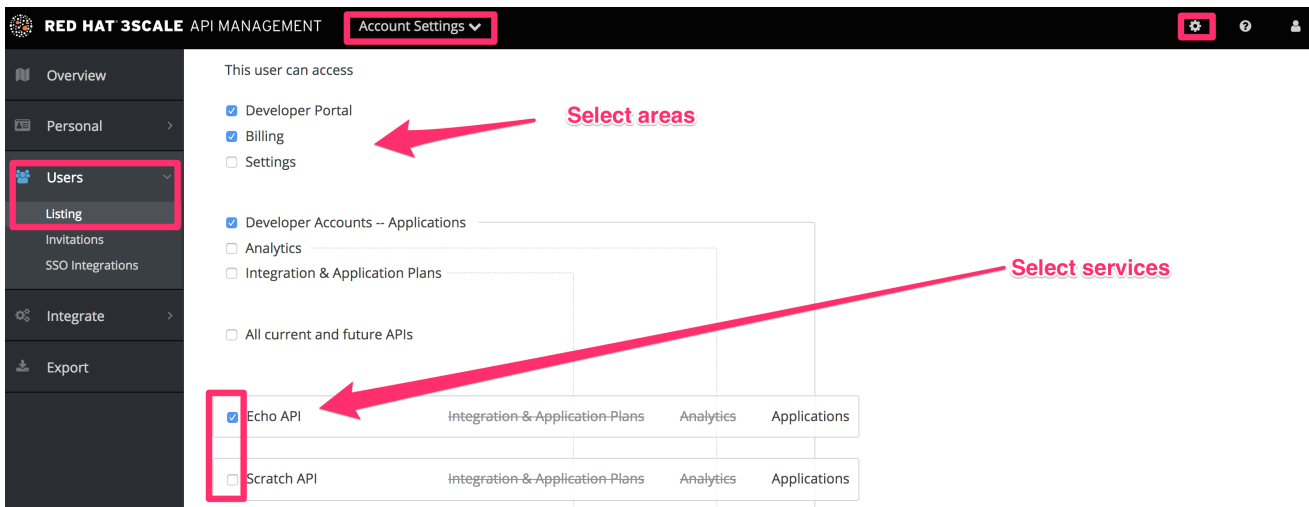 RED HAT 3SCALE API MANAGEMENT Account Settings
Overview
Personal
Users
Listing
Invitations
SSO Integrations
Integrate
Export
This user can access
Developer Portal
Billing
Settings
Select areas
Developer Accounts -- Applications
Analytics
Integration & Application Plans
Select services
All current and future APIs
Echo API Integration & Application Plans Analytics Applications
Scratch API Integration & Application Plans Analytics Applications